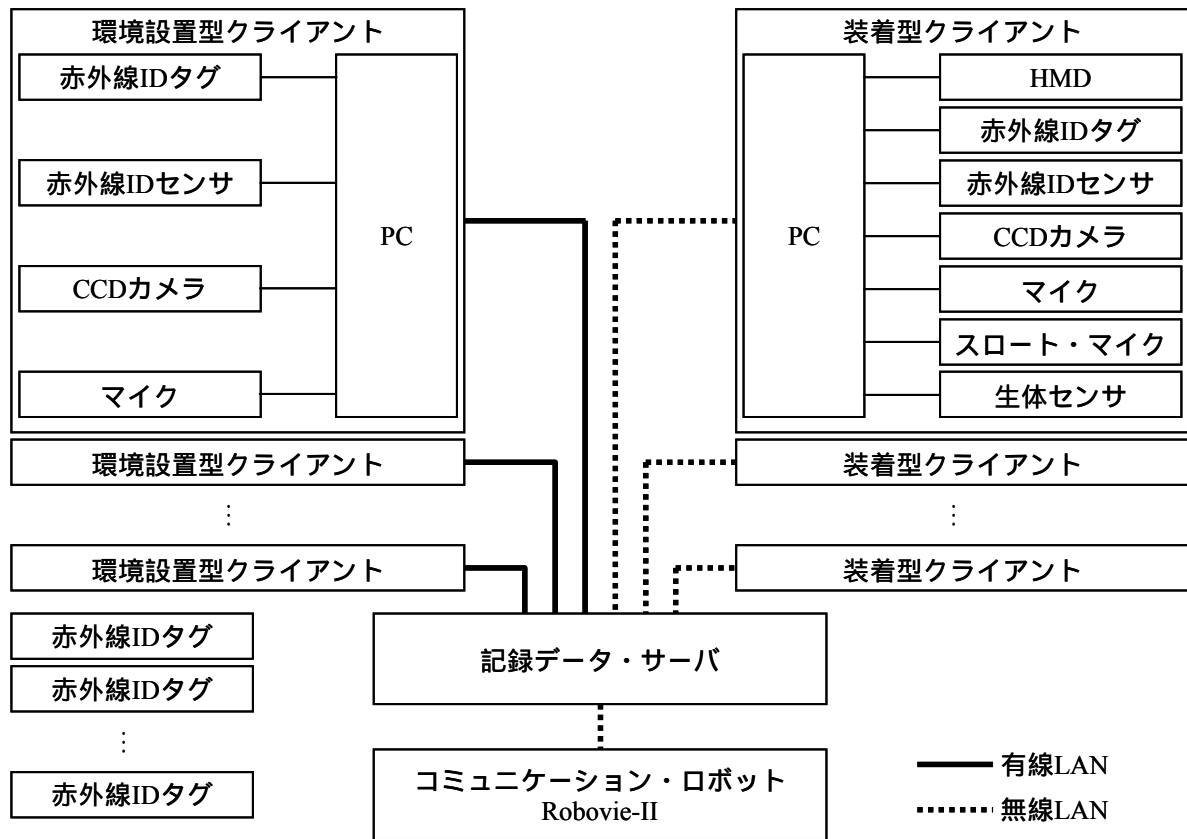 環境設置型クライアント
赤外線IDタグ
赤外線IDセンサ
CCDカメラ
マイク
PC
環境設置型クライアント
⋮
環境設置型クライアント
赤外線IDタグ
赤外線IDタグ
⋮
赤外線IDタグ
装着型クライアント
PC
HMD
赤外線IDタグ
赤外線IDセンサ
CCDカメラ
マイク
スロート・マイク
生体センサ
装着型クライアント
⋮
装着型クライアント
記録データ・サーバ
コミュニケーション・ロボット
Robovie-II
有線LAN
無線LAN